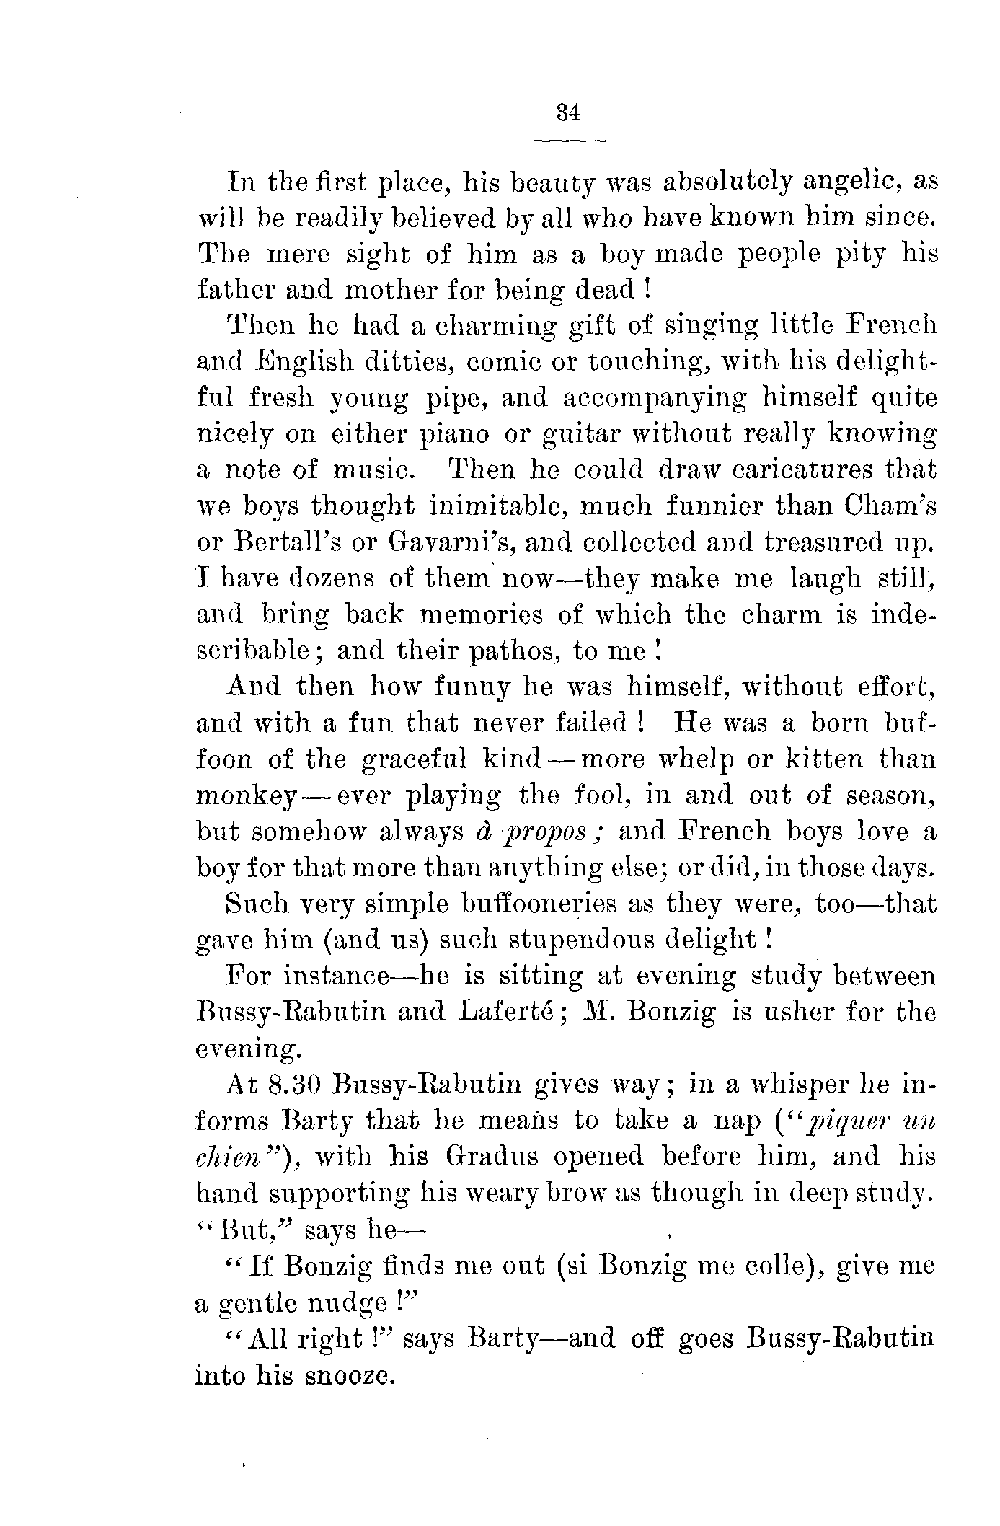 34
In the first place, his beauty was absolutely angelic, as
will be readily believed by all who have known him since.
The mere sight of him as a boy made people pity his
father and mother for being dead !
Then he had a charming gift of singing little French
and English ditties, comic or touching, with his delight-
ful fresh young pipe, and accompanying himself quite
nicely on either piano or guitar without really knowing
a note of music. Then he could draw caricatures that
we boys thought inimitable, much funnier than Cham's
or Bertall's or Gavarni's, and collected and treasured up.
I have dozens of them now—they make me laugh still,
and bring back memories of which the charm is inde-
scribable; and their pathos, to me !
And then how funny he was himself, without effort,
and with a fun that never failed ! He was a born buf-
foon of the graceful kind—more whelp or kitten than
monkey—ever playing the fool, in and out of season,
but somehow always à propos; and French boys love a
boy for that more than anything else; or did, in those days.
Such very simple buffooneries as they were, too—that
gave him (and us) such stupendous delight !
For instance—he is sitting at evening study between
Bussy-Rabutin and Laferté; M. Bonzig is usher for the
evening.
At 8.30 Bussy-Rabutin gives way; in a whisper he in-
forms Barty that he means to take a nap ("piquer un
chien"), with his Gradus opened before him, and his
hand supporting his weary brow as though in deep study.
"But," says he—
"If Bonzig finds me out (si Bonzig me colle), give me
a gentle nudge !"
"All right !" says Barty—and off goes Bussy-Rabutin
into his snooze.